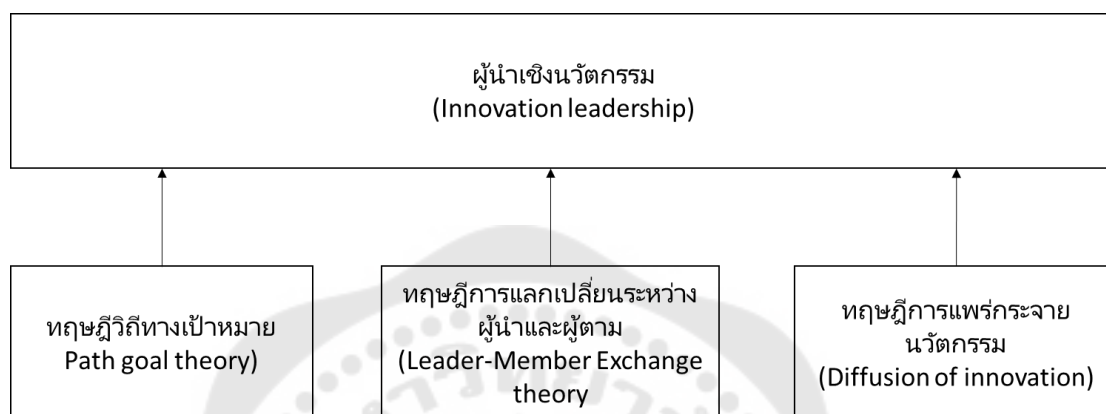 ผู้นำเชิงนวัตกรรม
(Innovation leadership)
ทฤษฎีวิถีทางเป้าหมาย
Path goal theory)
ทฤษฎีการแลกเปลี่ยนระหว่าง
ผู้นำและผู้ตาม
(Leader-Member Exchange
theory
ทฤษฎีการแพร่กระจาย
นวัตกรรม
(Diffusion of innovation)